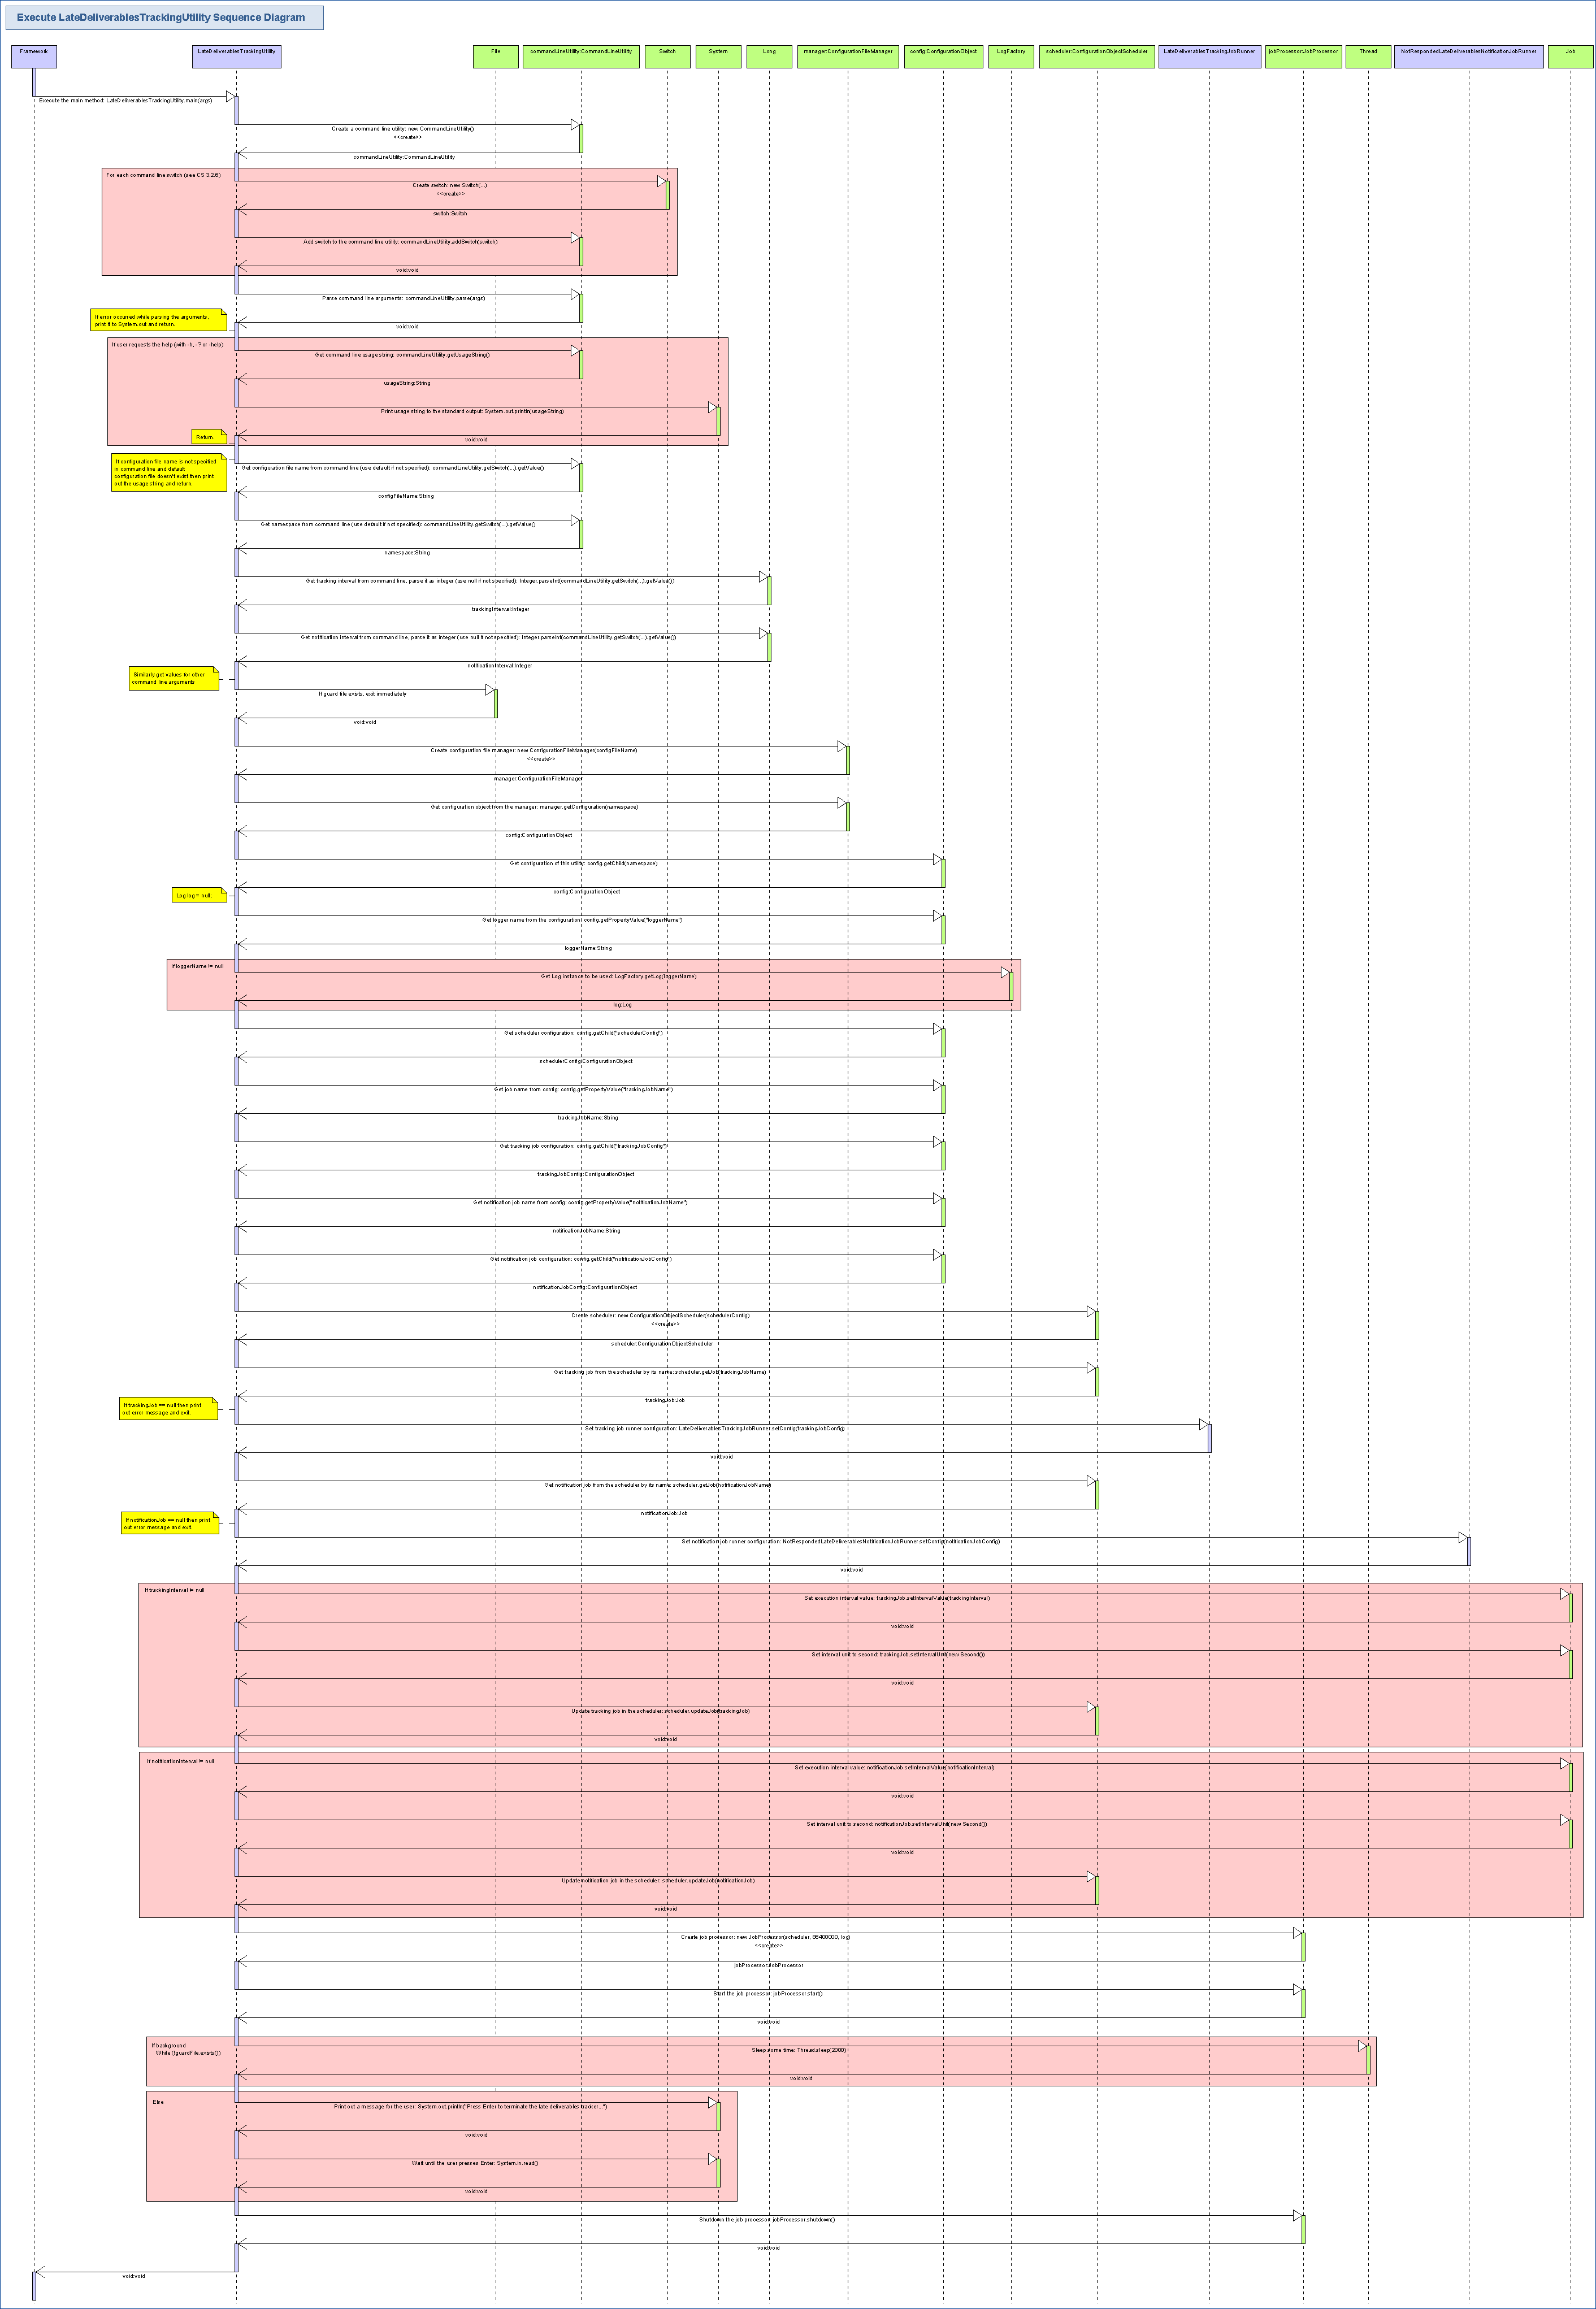 Execute LateDeliverablesTrackingUtility Sequence Diagram
Framework
LateDeliverablesTrackingUtility
File
commandLineUtility:CommandLineUtility
Switch
System
Long
manager:ConfigurationFileManager
config:ConfigurationObject
LogFactory
scheduler:ConfigurationObjectScheduler
LateDeliverablesTrackingJobRunner
jobProcessor:JobProcessor
Thread
NotRespondedLateDeliverablesNotificationJobRunner
Job
Execute the main method: LateDeliverablesTrackingUtility.main(args)
Create a command line utility: new CommandLineUtility()
<<create>>
commandLineUtility:CommandLineUtility
For each command line switch (see CS 3.2.6)
Create switch: new Switch(...)
<<create>>
switch:Switch
Add switch to the command line utility: commandLineUtility.addSwitch(switch)
void:void
Parse command line arguments: commandLineUtility.parse(args)
If error occurred while parsing the arguments,
print it to System.out and return.
void:void
If user requests the help (with -h, -? or -help)
Get command line usage string: commandLineUtility.getUsageString()
usageString:String
Print usage string to the standard output: System.out.println(usageString)
Return.
void:void
If configuration file name is not specified
in command line and default
configuration file doesn't exist then print
out the usage string and return.
Get configuration file name from command line (use default if not specified): commandLineUtility.getSwitch(...).getValue()
configFileName:String
Get namespace from command line (use default if not specified): commandLineUtility.getSwitch(...).getValue()
namespace:String
Get tracking interval from command line, parse it as integer (use null if not specified): Integer.parseInt(commandLineUtility.getSwitch(...).getValue())
trackingInterval:Integer
Get notification interval from command line, parse it as integer (use null if not specified): Integer.parseInt(commandLineUtility.getSwitch(...).getValue())
notificationInterval:Integer
Similarly get values for other
command line arguments
If guard file exsits, exit immediately
void:void
Create configuration file manager: new ConfigurationFileManager(configFileName)
<<create>>
manager:ConfigurationFileManager
Get configuration object from the manager: manager.getConfiguration(namespace)
config:ConfigurationObject
Get configuration of this utility: config.getChild(namespace)
Log log = null;
config:ConfigurationObject
Get logger name from the configuration: config.getPropertyValue("loggerName")
loggerName:String
If loggerName != null
Get Log instance to be used: LogFactory.getLog(loggerName)
log:Log
Get scheduler configuration: config.getChild("schedulerConfig")
schedulerConfig:ConfigurationObject
Get job name from config: config.getPropertyValue("trackingJobName")
trackingJobName:String
Get tracking job configuration: config.getChild("trackingJobConfig")
trackingJobConfig:ConfigurationObject
Get notification job name from config: config.getPropertyValue("notificationJobName")
notificationJobName:String
Get notification job configuration: config.getChild("notificationJobConfig")
notificationJobConfig:ConfigurationObject
Create scheduler: new ConfigurationObjectScheduler(schedulerConfig)
<<create>>
scheduler:ConfigurationObjectScheduler
Get tracking job from the scheduler by its name: scheduler.getJob(trackingJobName)
trackingJob:Job
If trackingJob == null then print
out error message and exit.
Set tracking job runner configuration: LateDeliverablesTrackingJobRunner.setConfig(trackingJobConfig)
void:void
Get notification job from the scheduler by its name: scheduler.getJob(notificationJobName)
notificationJob:Job
If notificationJob == null then print
out error message and exit.
Set notification job runner configuration: NotRespondedLateDeliverablesNotificationJobRunner.setConfig(notificationJobConfig)
void:void
If trackingInterval != null
Set execution interval value: trackingJob.setIntervalValue(trackingInterval)
void:void
Set interval unit to second: trackingJob.setIntervalUnit(new Second())
void:void
Update tracking job in the scheduler: scheduler.updateJob(trackingJob)
void:void
If notificationInterval != null
Set execution interval value: notificationJob.setIntervalValue(notificationInterval)
void:void
Set interval unit to second: notificationJob.setIntervalUnit(new Second())
void:void
Update notification job in the scheduler: scheduler.updateJob(notificationJob)
void:void
Create job processor: new JobProcessor(scheduler, 86400000, log)
<<create>>
jobProcessor:JobProcessor
Start the job processor: jobProcessor.start()
void:void
If background
While (!guardFile.exists())
Sleep some time: Thread.sleep(2000)
void:void
Else
Print out a message for the user: System.out.println("Press Enter to terminate the late deliverables tracker...")
void:void
Wait until the user presses Enter: System.in.read()
void:void
Shutdown the job processor: jobProcessor.shutdown()
void:void
void:void